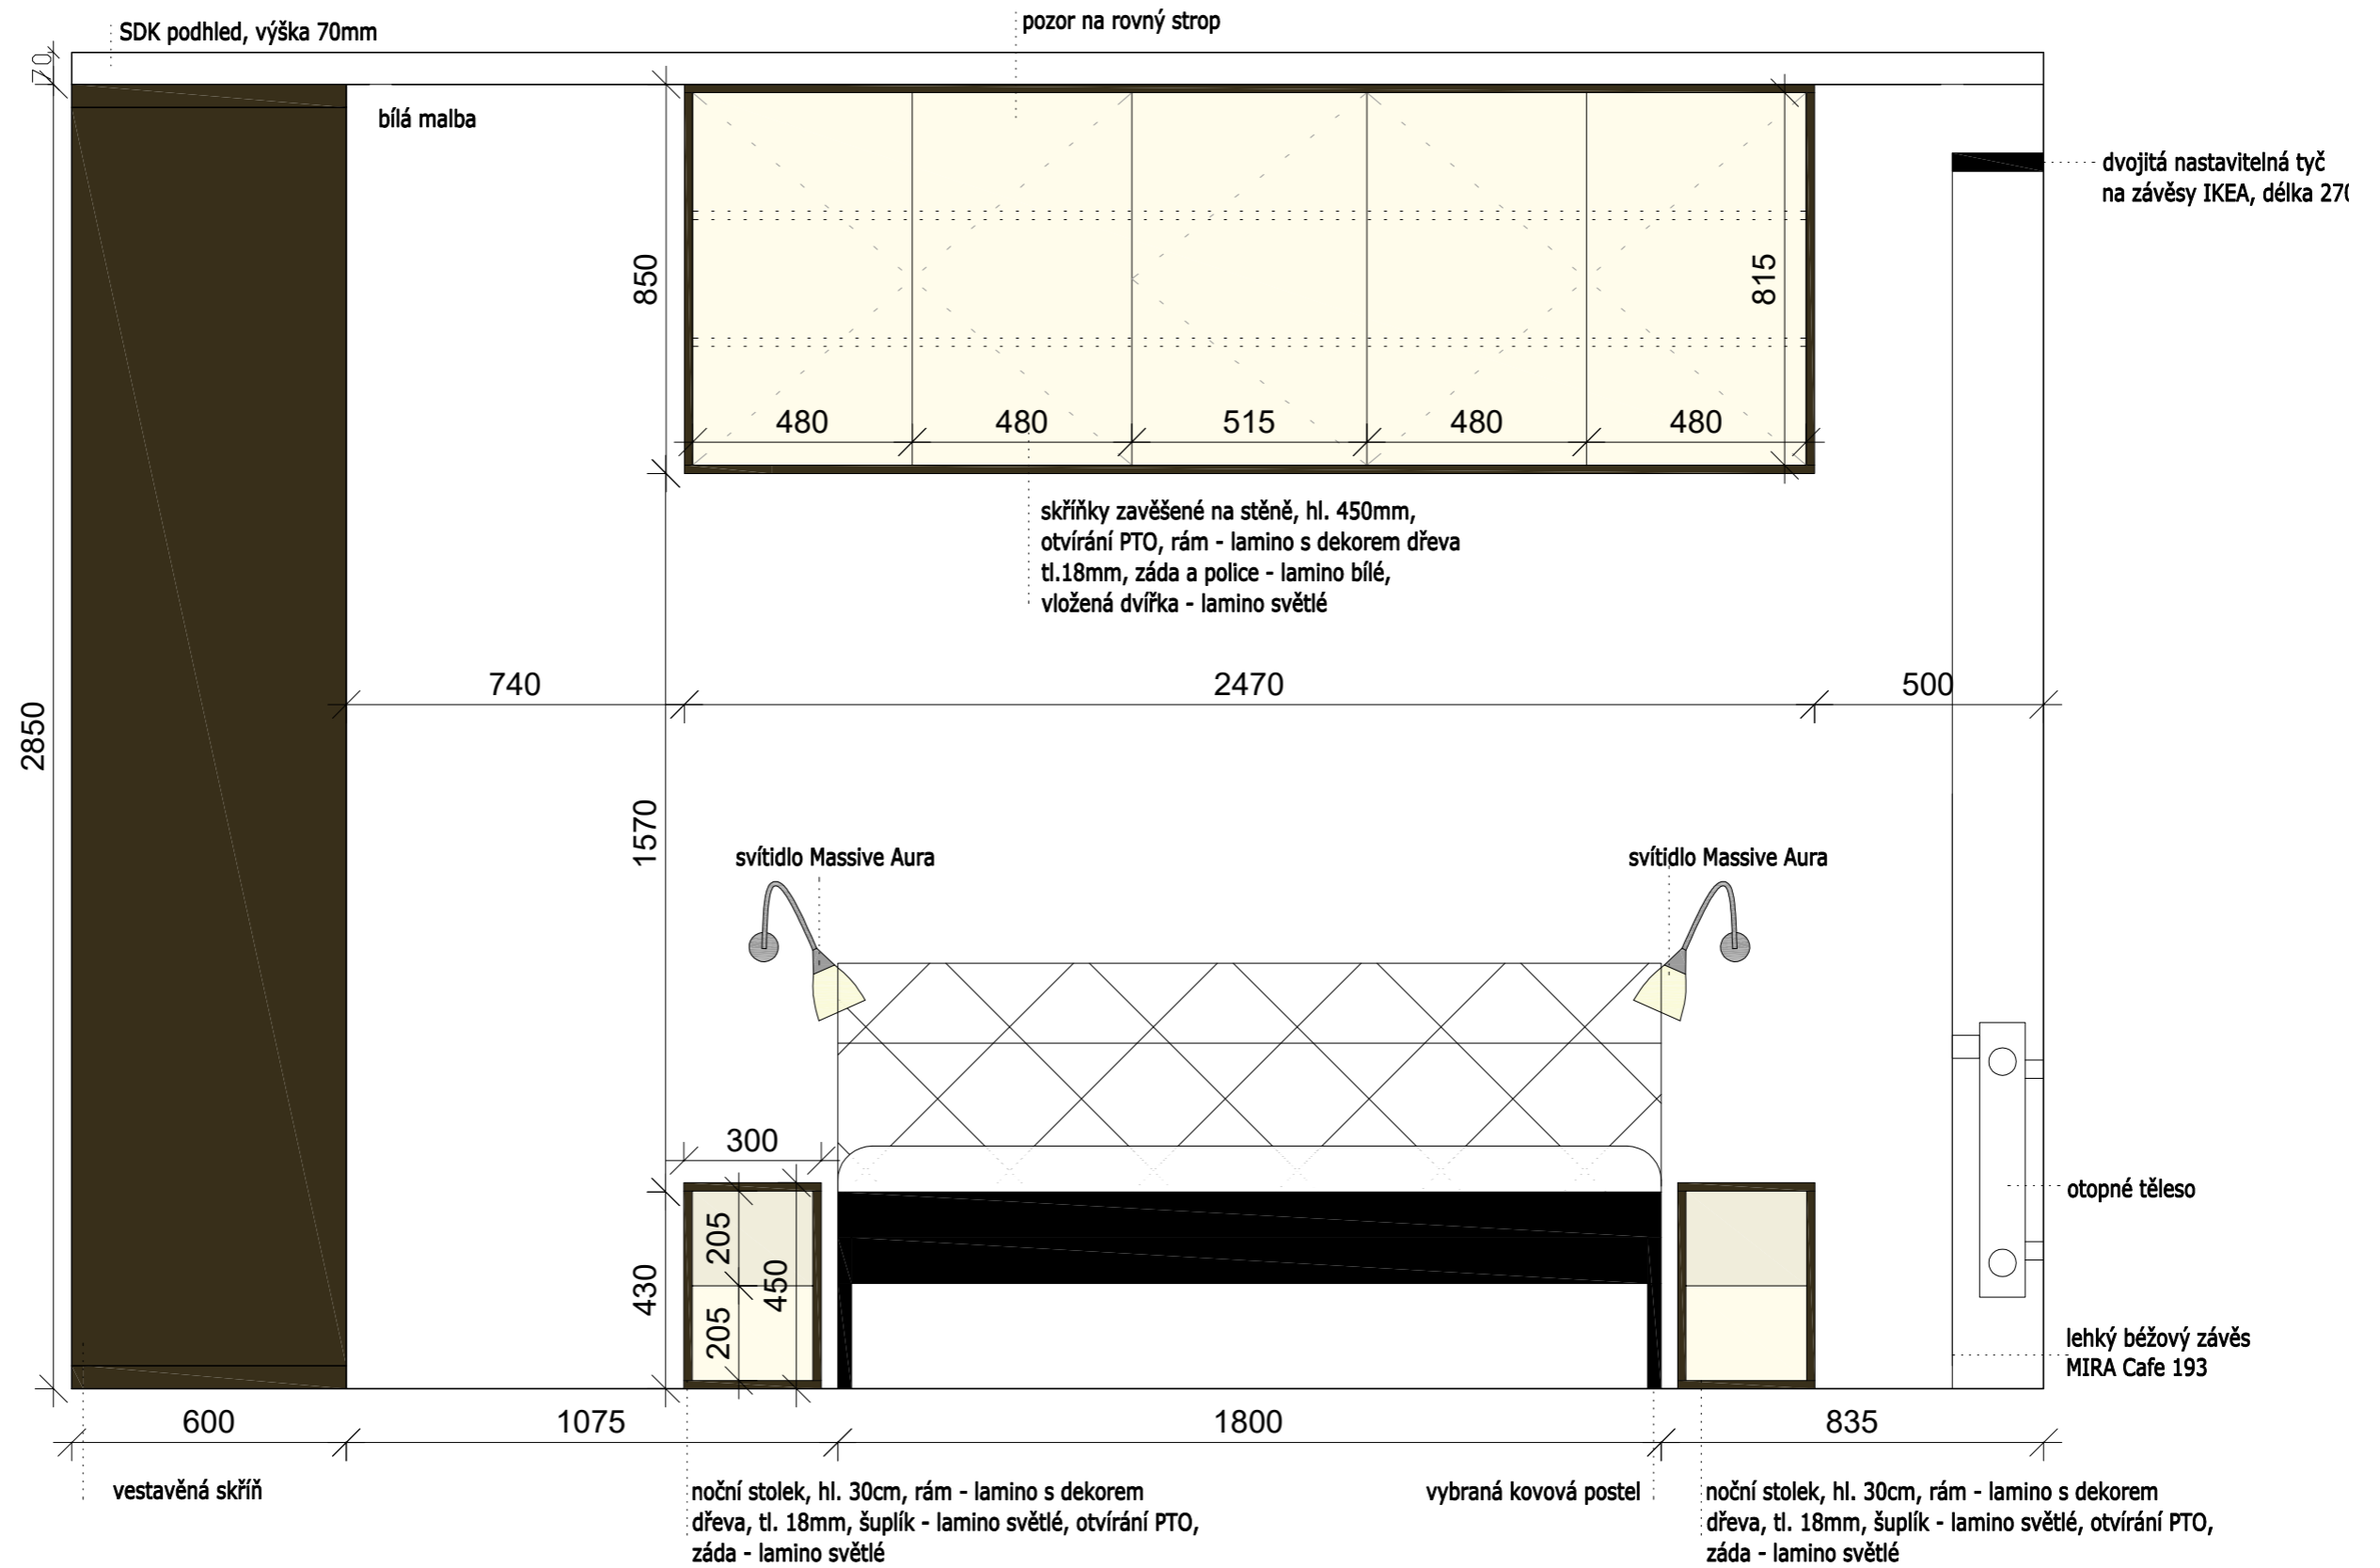 SDK podhled, výška 70mm
pozor na rovný strop
70
bílá malba
dvojitá nastavitelná tyč
na závěsy IKEA, délka 270
850
815
480
480
515
480
480
skříňky zavěšené na stěně, hl. 450mm,
otvírání PTO, rám - lamino s dekorem dřeva
tl.18mm, záda a police - lamino bílé,
vložená dvířka - lamino světlé
740
2470
500
2850
1570
svítidlo Massive Aura
svítidlo Massive Aura
300
205
450
205
430
otopné těleso
lehký béžový závěs
MIRA Cafe 193
600
1075
1800
835
vestavěná skříň
noční stolek, hl. 30cm, rám - lamino s dekorem
dřeva, tl. 18mm, šuplík - lamino světlé, otvírání PTO,
záda - lamino světlé
vybraná kovová postel
noční stolek, hl. 30cm, rám - lamino s dekorem
dřeva, tl. 18mm, šuplík - lamino světlé, otvírání PTO,
záda - lamino světlé